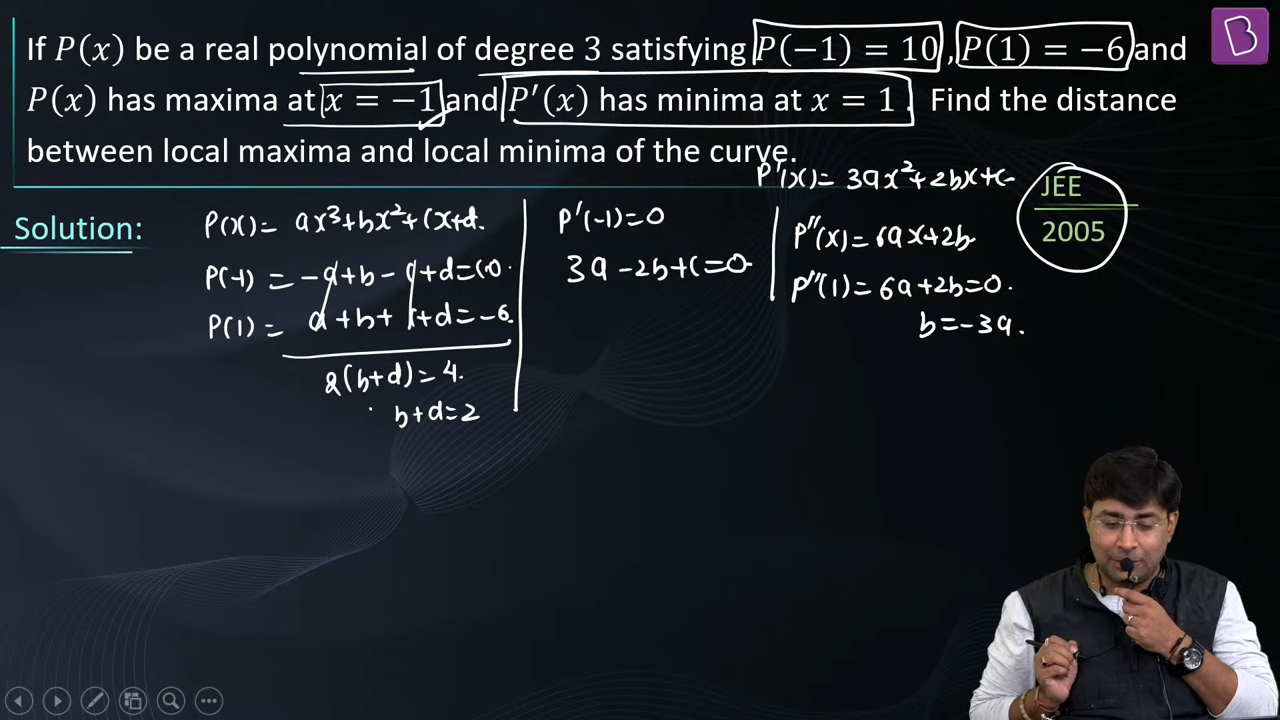 If P(x) be a real polynomial of degree 3 satisfying P(−1) = 10, P(1) = −6 and
P(x) has maxima at x = −1 and P′(x) has minima at x = 1. Find the distance
between local maxima and local minima of the curve.
JEE
2005
Solution:
P(x) = ax³+bx²+cx+d.
P(-1) = -a+b-c+d=10.
P(1) = a+b+c+d=-6.
2(b+d)=4.
b+d=2
P'(-1)=0
3a-2b+c=0
P'(x)= 3ax²+2bx+c
P''(x)=6ax+2b
P''(1)=6a+2b=0.
b=-3a.